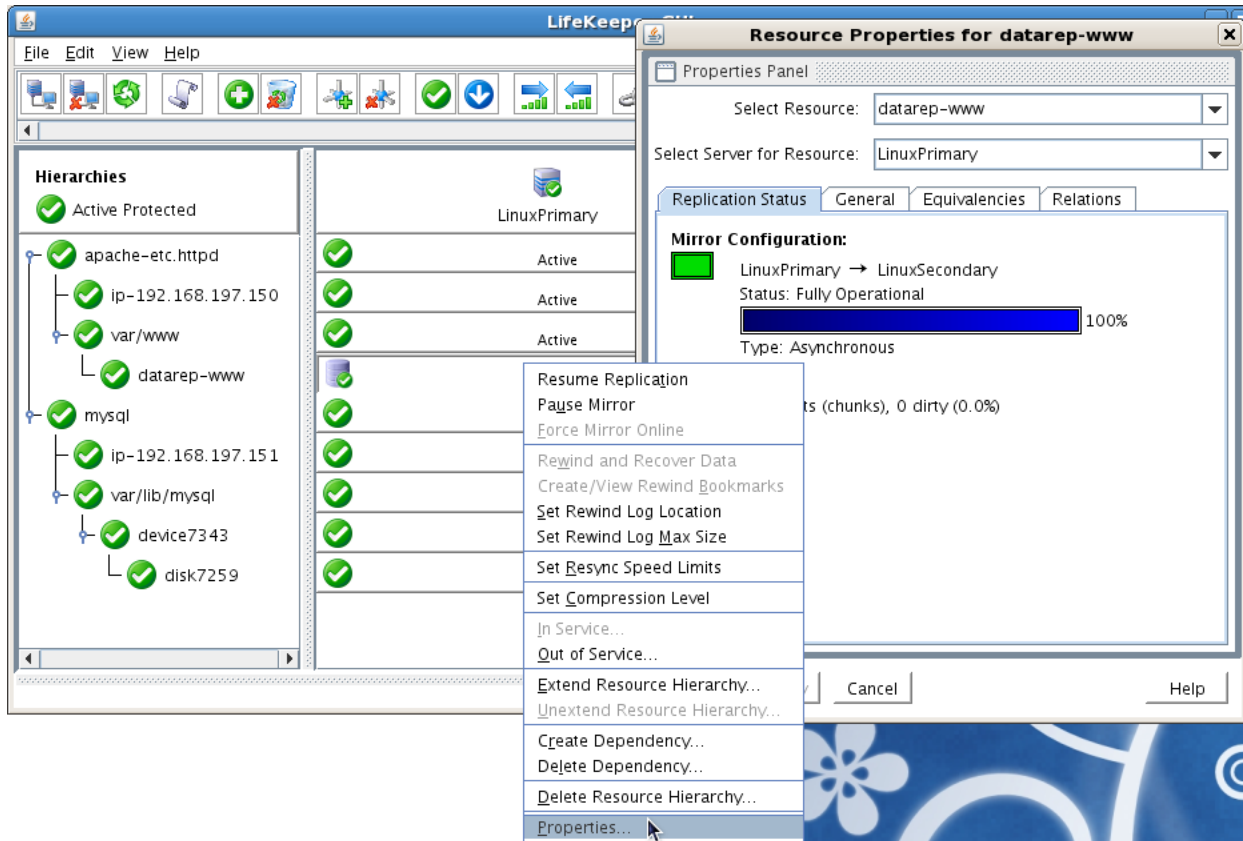 LifeKeeper GUI
File Edit View Help
Hierarchies
Active Protected
LinuxPrimary
apache-etc.httpd
Active
ip-192.168.197.150
Active
var/www
Active
datarep-www
mysql
ip-192.168.197.151
var/lib/mysql
device7343
disk7259
Resource Properties for datarep-www
Properties Panel
Select Resource: datarep-www
Select Server for Resource: LinuxPrimary
Replication Status General Equivalencies Relations
Mirror Configuration:
LinuxPrimary → LinuxSecondary
Status: Fully Operational
100%
Type: Asynchronous
(chunks), 0 dirty (0.0%)
Cancel Help
Resume Replication
Pause Mirror
Force Mirror Online
Rewind and Recover Data
Create/View Rewind Bookmarks
Set Rewind Log Location
Set Rewind Log Max Size
Set Resync Speed Limits
Set Compression Level
In Service...
Out of Service...
Extend Resource Hierarchy...
Unextend Resource Hierarchy...
Create Dependency...
Delete Dependency...
Delete Resource Hierarchy...
Properties...